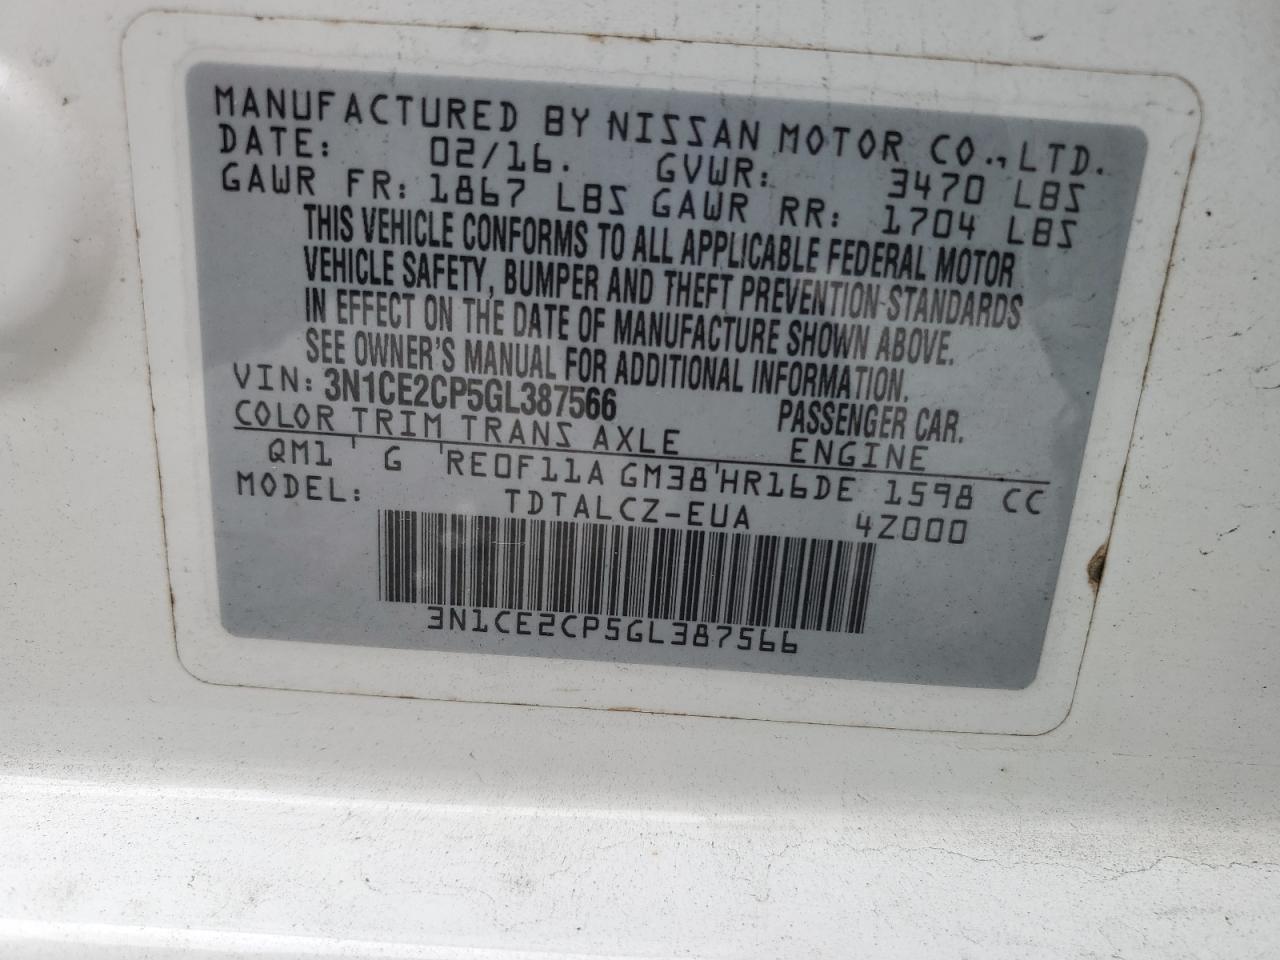 MANUFACTURED BY NISSAN MOTOR CO., LTD.
DATE: 02/16. GVWR: 3470 LBS
GAWR FR: 1867 LBS GAWR RR: 1704 LBS
THIS VEHICLE CONFORMS TO ALL APPLICABLE FEDERAL MOTOR
VEHICLE SAFETY, BUMPER AND THEFT PREVENTION STANDARDS
IN EFFECT ON THE DATE OF MANUFACTURE SHOWN ABOVE.
SEE OWNER'S MANUAL FOR ADDITIONAL INFORMATION.
VIN: 3N1CE2CP5GL387566 PASSENGER CAR.
COLOR TRIM TRANS AXLE ENGINE
QM1 ' G ' RE0F11A GM38 ' HR16DE 1598 CC
MODEL: TDTALCZ-EUA 4Z000
3N1CE2CP5GL387566